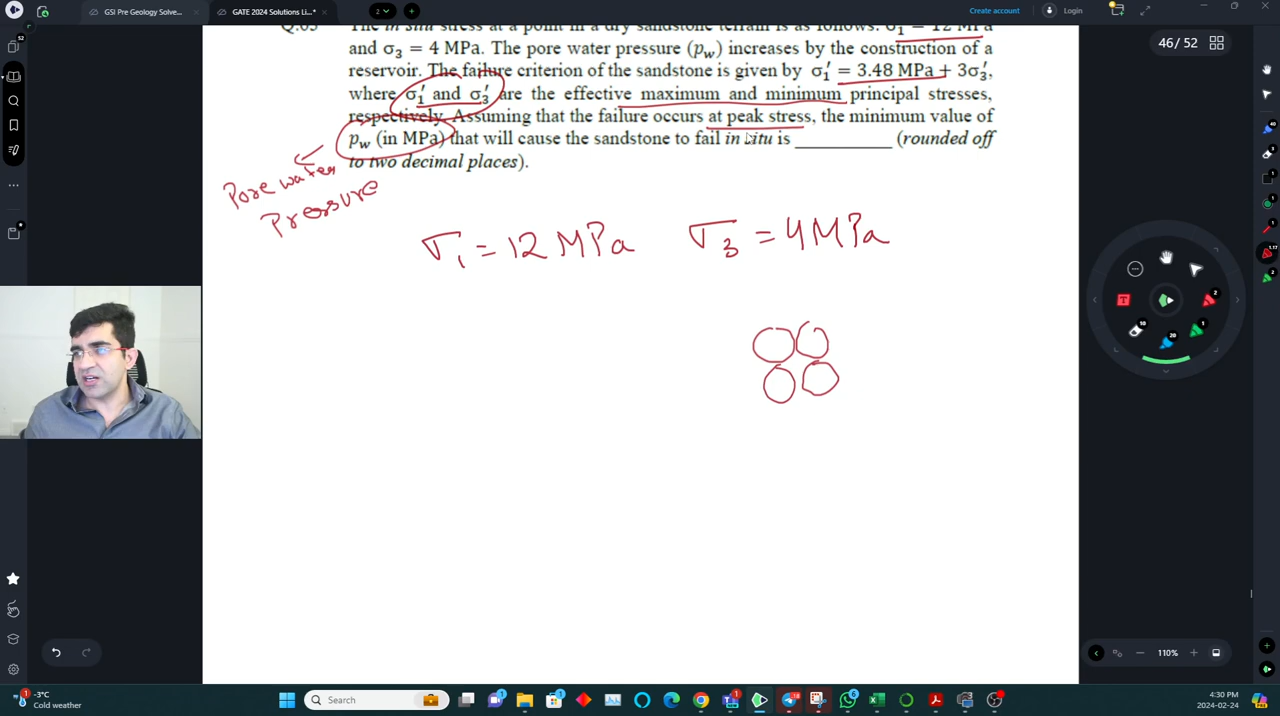 GSI Pre Geology Solve...
GATE 2024 Solutions Li...*
2
Create account
Login
46 / 52
and σ₃ = 4 MPa. The pore water pressure (p_w) increases by the construction of a
reservoir. The failure criterion of the sandstone is given by σ₁′ = 3.48 MPa + 3σ₃′,
where σ₁′ and σ₃′ are the effective maximum and minimum principal stresses,
respectively. Assuming that the failure occurs at peak stress, the minimum value of
p_w (in MPa) that will cause the sandstone to fail in situ is __________ (rounded off
to two decimal places).
Pore water
Pressure
σ₁ = 12 MPa σ₃ = 4 MPa
110%
-3°C
Cold weather
Search
4:30 PM
2024-02-24